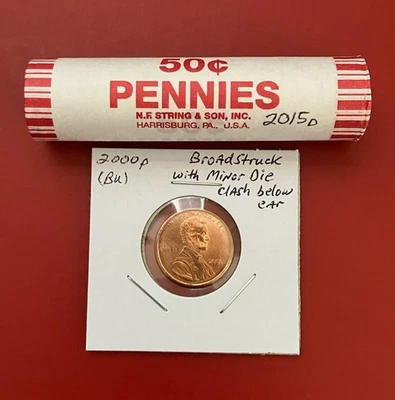 50¢
PENNIES
N.F. STRING & SON, INC.
HARRISBURG, PA., U.S.A.
2015D
2000p
(BU)
BroadStruck
with Minor Die
clash below
ear